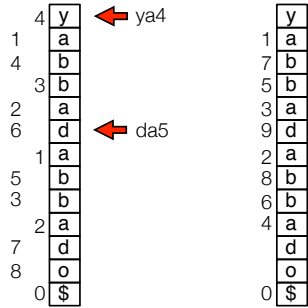 4 y ya4 y
1 a 1 a
4 b 7 b
3 b 5 b
2 a 3 a
6 d da5 9 d
1 a 2 a
5 b 8 b
3 b 6 b
2 a 4 a
7 d d
8 o o
0 $ 0 $